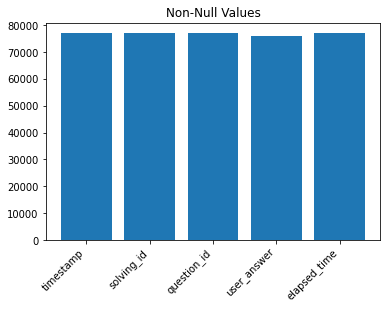 Non-Null Values
80000
70000
60000
50000
40000
30000
20000
10000
0
timestamp
solving_id
question_id
user_answer
elapsed_time